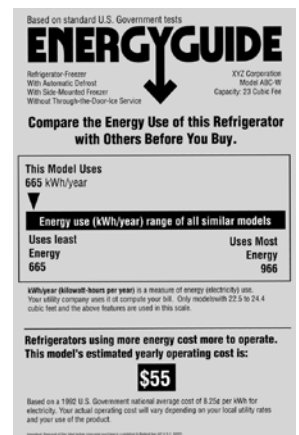 Based on standard U.S. Government tests
ENERGYGUIDE
Refrigerator-Freezer
With Automatic Defrost
With Side-Mounted Freezer
Without Through-the-Door-Ice Service
XYZ Corporation
Model ABC-W
Capacity: 23 Cubic Fee
Compare the Energy Use of this Refrigerator
with Others Before You Buy.
This Model Uses
665 kWh/year
Energy use (kWh/year) range of all similar models
Uses least
Energy
665
Uses Most
Energy
966
kWh/year (kilowatt-hours per year) is a measure of energy (electricity) use.
Your utility company uses it ot compute your bill. Only modelswith 22.5 to 24.4
cubic feet and the above features are used in this scale.
Refrigerators using more energy cost more to operate.
This model's estimated yearly operating cost is:
$55
Based on a 1992 U.S. Government national average cost of 8.25¢ per kWh for
electricity. Your actual operating cost will vary depending on your local utility rates
and your use of the product.